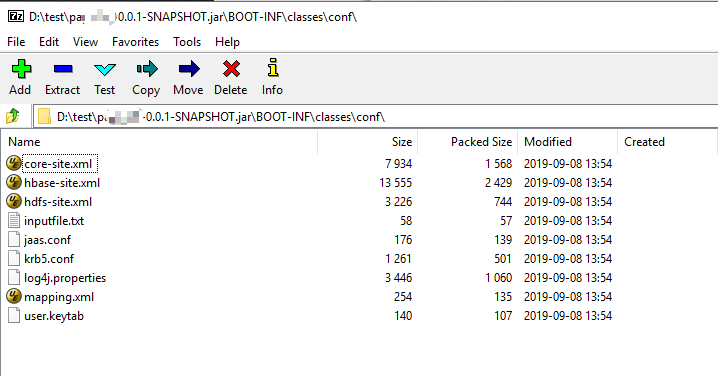 D:\test\pa -0.0.1-SNAPSHOT.jar\BOOT-INF\classes\conf\
File Edit View Favorites Tools Help
Add Extract Test Copy Move Delete Info
D:\test\p -0.0.1-SNAPSHOT.jar\BOOT-INF\classes\conf\
Name Size Packed Size Modified Created
core-site.xml 7 934 1 568 2019-09-08 13:54
hbase-site.xml 13 555 2 429 2019-09-08 13:54
hdfs-site.xml 3 226 744 2019-09-08 13:54
inputfile.txt 58 57 2019-09-08 13:54
jaas.conf 176 139 2019-09-08 13:54
krb5.conf 1 261 501 2019-09-08 13:54
log4j.properties 3 446 1 060 2019-09-08 13:54
mapping.xml 254 135 2019-09-08 13:54
user.keytab 140 107 2019-09-08 13:54